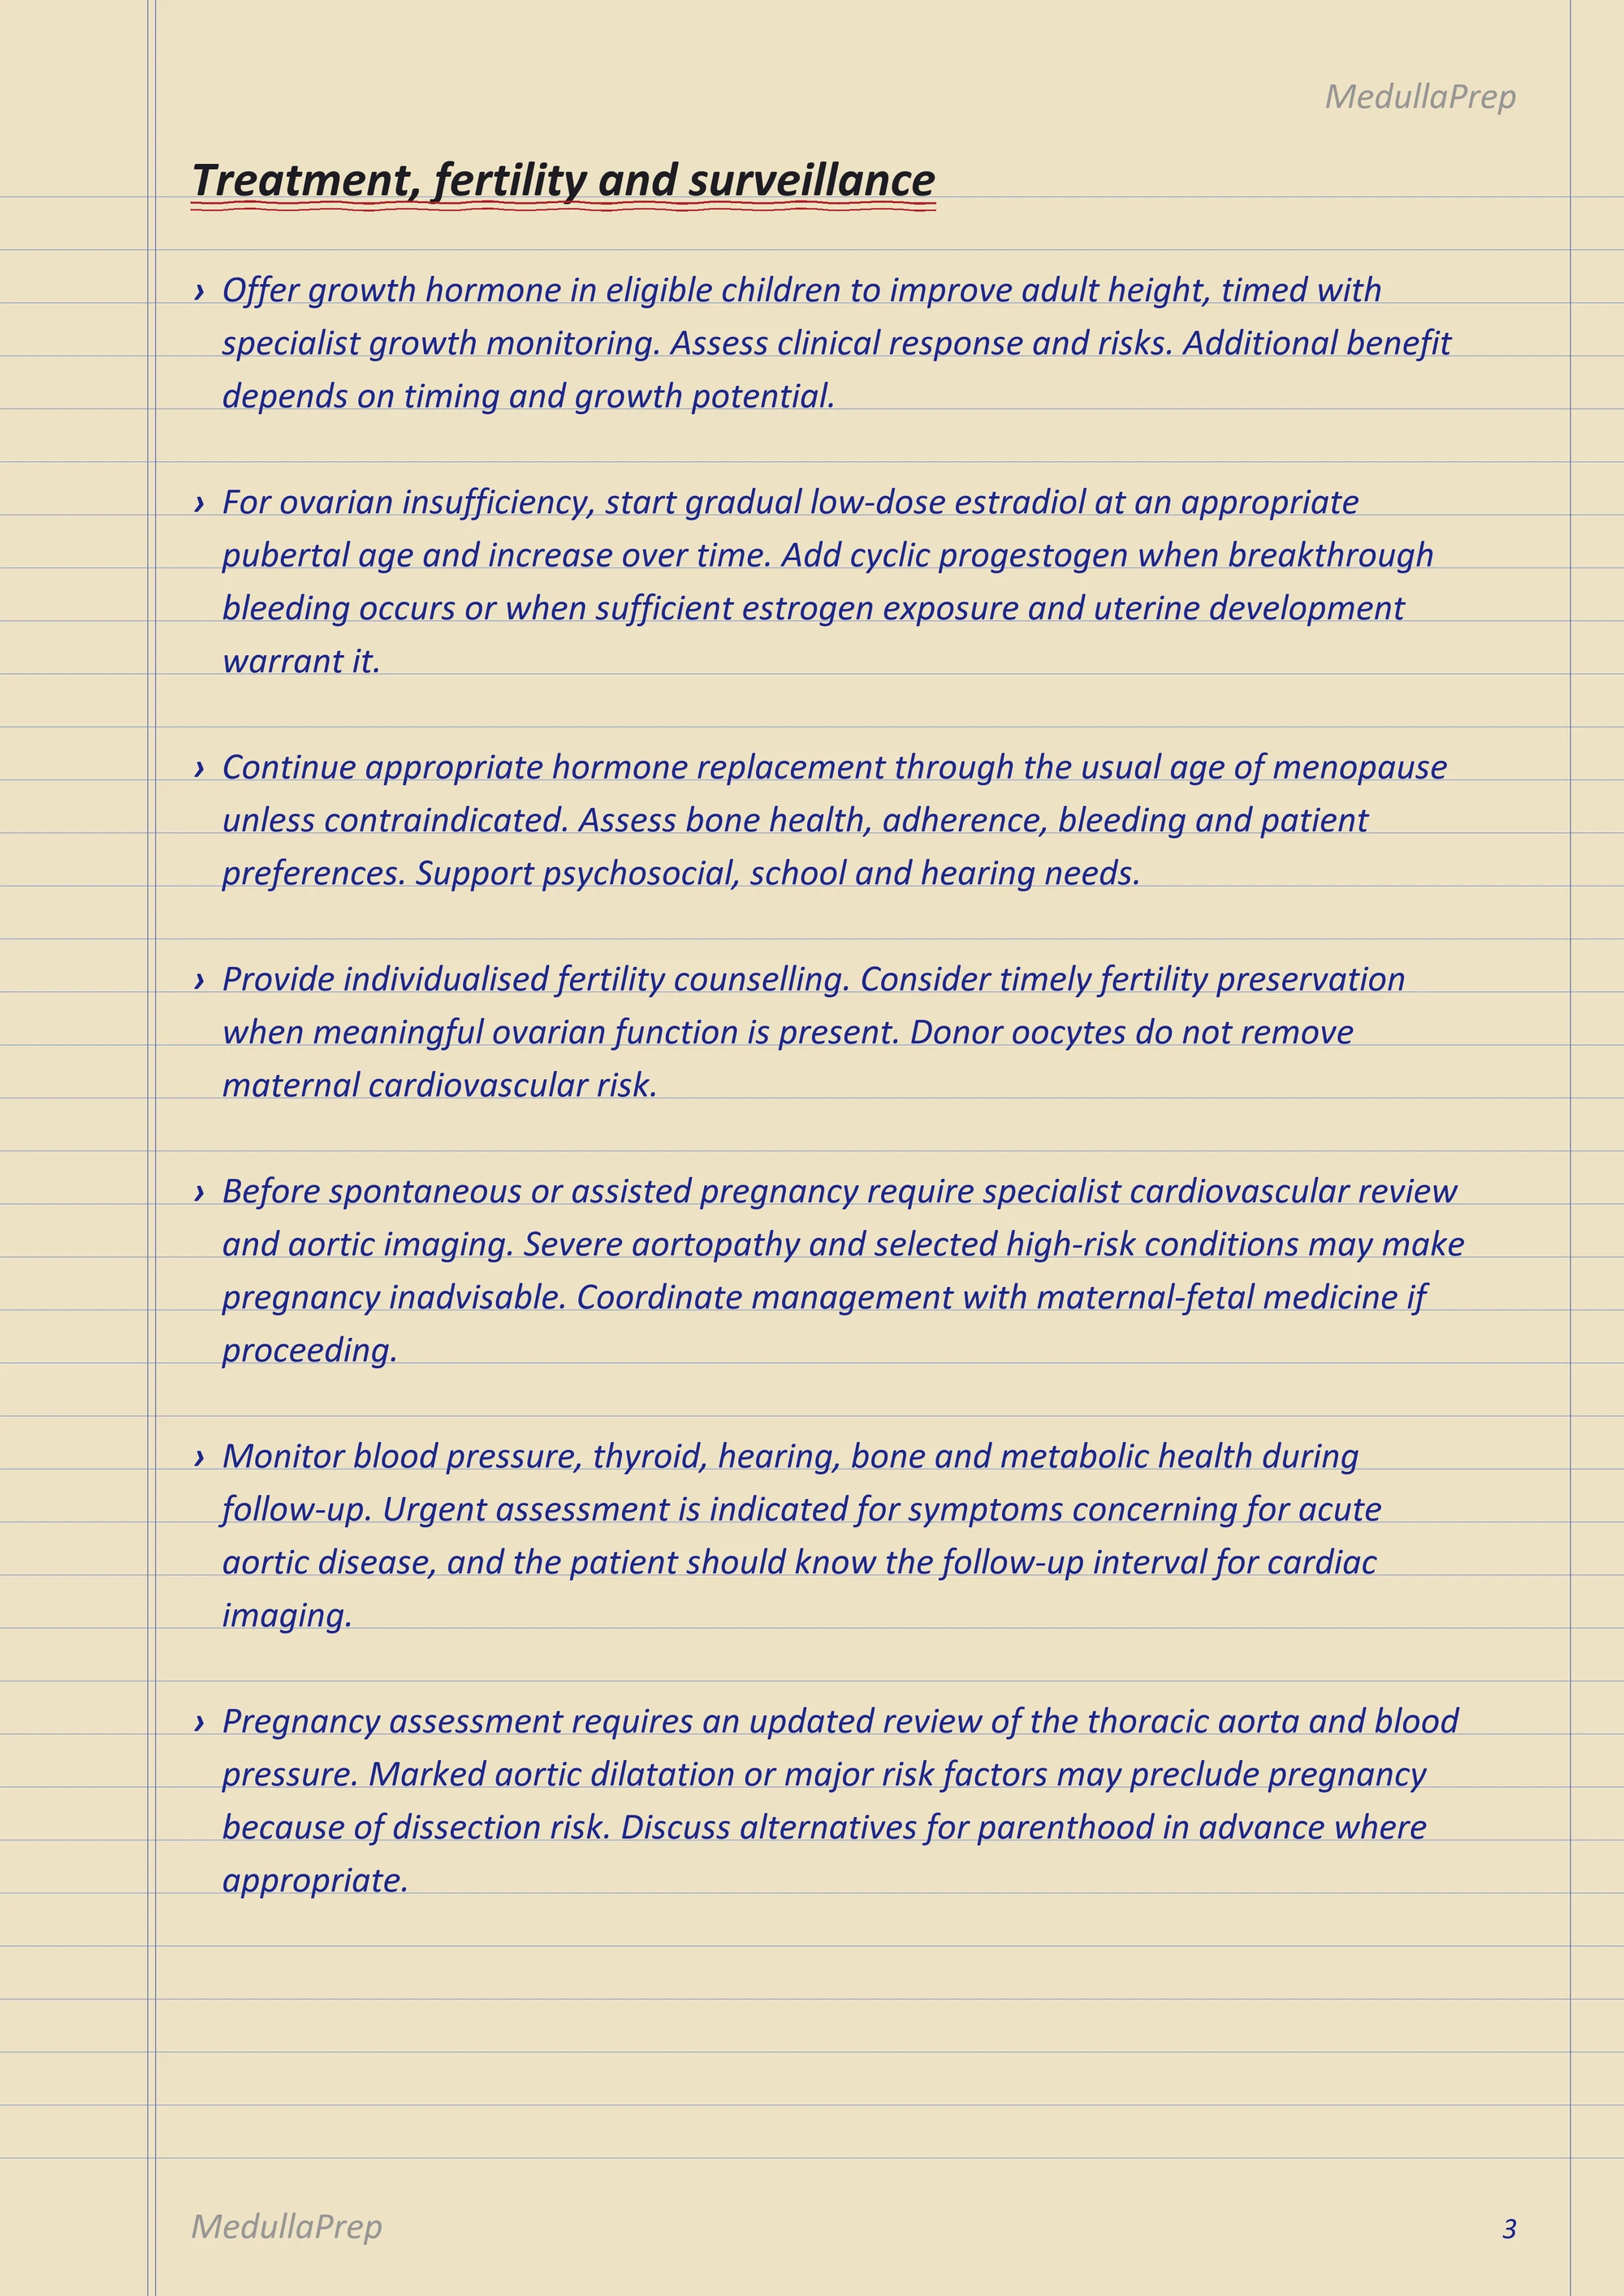 MedullaPrep
Treatment, fertility and surveillance
› Offer growth hormone in eligible children to improve adult height, timed with
specialist growth monitoring. Assess clinical response and risks. Additional benefit
depends on timing and growth potential.
› For ovarian insufficiency, start gradual low-dose estradiol at an appropriate
pubertal age and increase over time. Add cyclic progestogen when breakthrough
bleeding occurs or when sufficient estrogen exposure and uterine development
warrant it.
› Continue appropriate hormone replacement through the usual age of menopause
unless contraindicated. Assess bone health, adherence, bleeding and patient
preferences. Support psychosocial, school and hearing needs.
› Provide individualised fertility counselling. Consider timely fertility preservation
when meaningful ovarian function is present. Donor oocytes do not remove
maternal cardiovascular risk.
› Before spontaneous or assisted pregnancy require specialist cardiovascular review
and aortic imaging. Severe aortopathy and selected high-risk conditions may make
pregnancy inadvisable. Coordinate management with maternal-fetal medicine if
proceeding.
› Monitor blood pressure, thyroid, hearing, bone and metabolic health during
follow-up. Urgent assessment is indicated for symptoms concerning for acute
aortic disease, and the patient should know the follow-up interval for cardiac
imaging.
› Pregnancy assessment requires an updated review of the thoracic aorta and blood
pressure. Marked aortic dilatation or major risk factors may preclude pregnancy
because of dissection risk. Discuss alternatives for parenthood in advance where
appropriate.
MedullaPrep
3